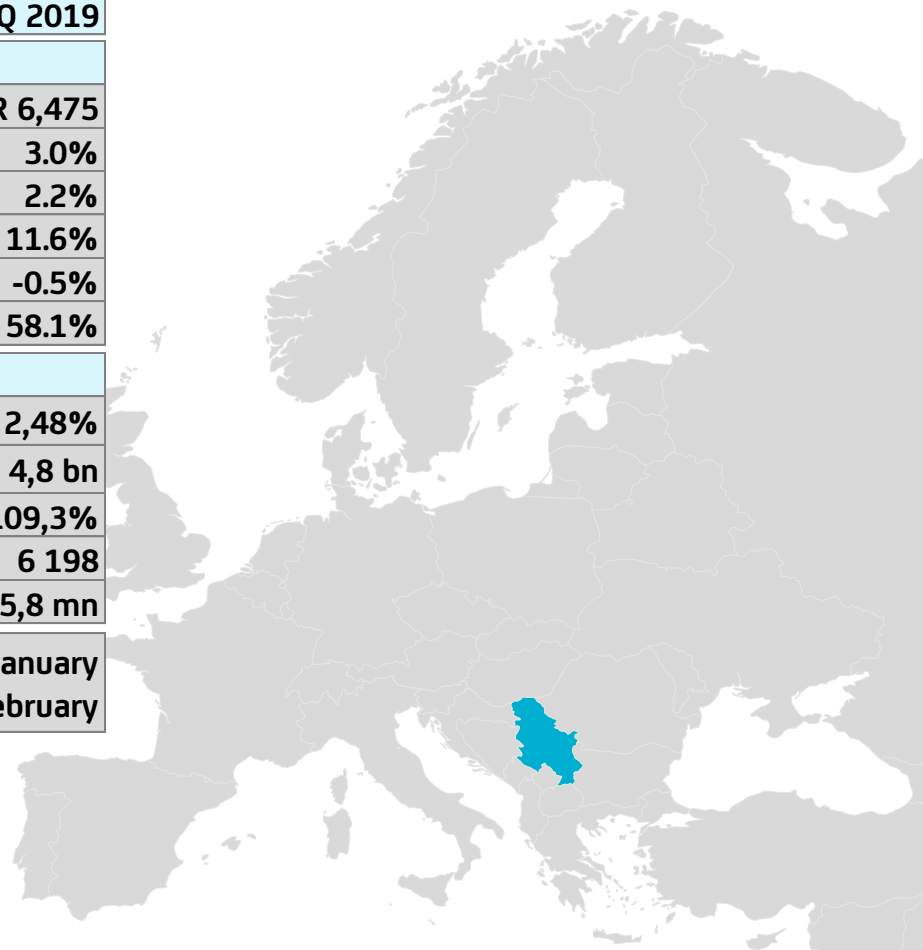 Q 2019
R 6,475
3.0%
2.2%
11.6%
-0.5%
58.1%
2,48%
4,8 bn
09,3%
6 198
5,8 mn
anuary
ebruary